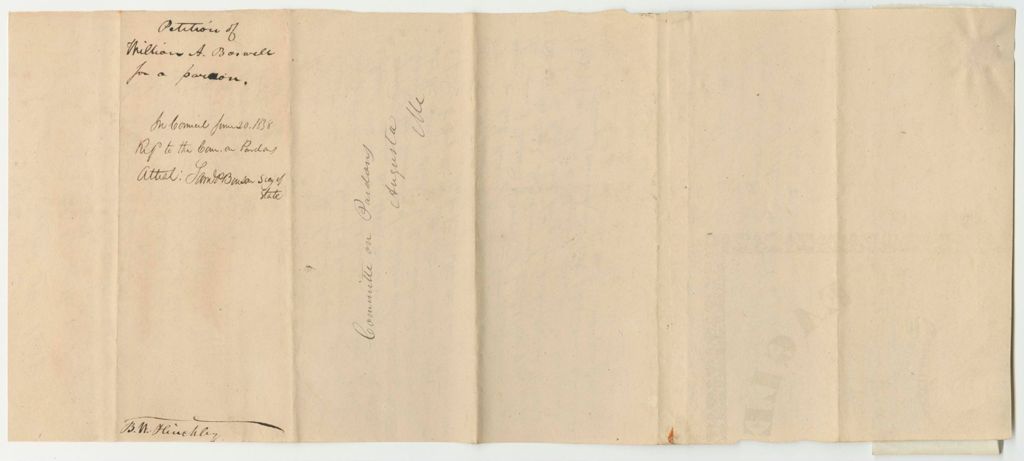 Petition of
William A. Boswell
for a pardon.
In Council June 20. 1838
Refd to the Com. on Pardons
Attest: Saml P Benson Secy of
State
B. W. Hinckley
Committee on Pardons
Augusta
Me